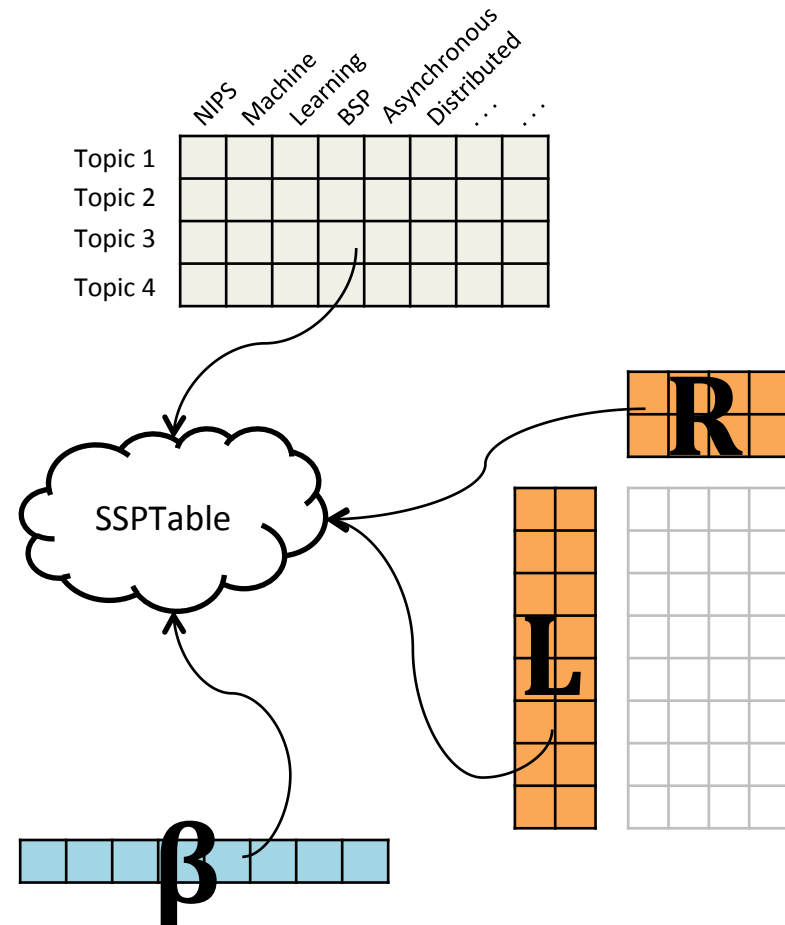 NIPS
Machine
Learning
BSP
Asynchronous
Distributed
...
...
Topic 1
Topic 2
Topic 3
Topic 4
R
SSPTable
L
β